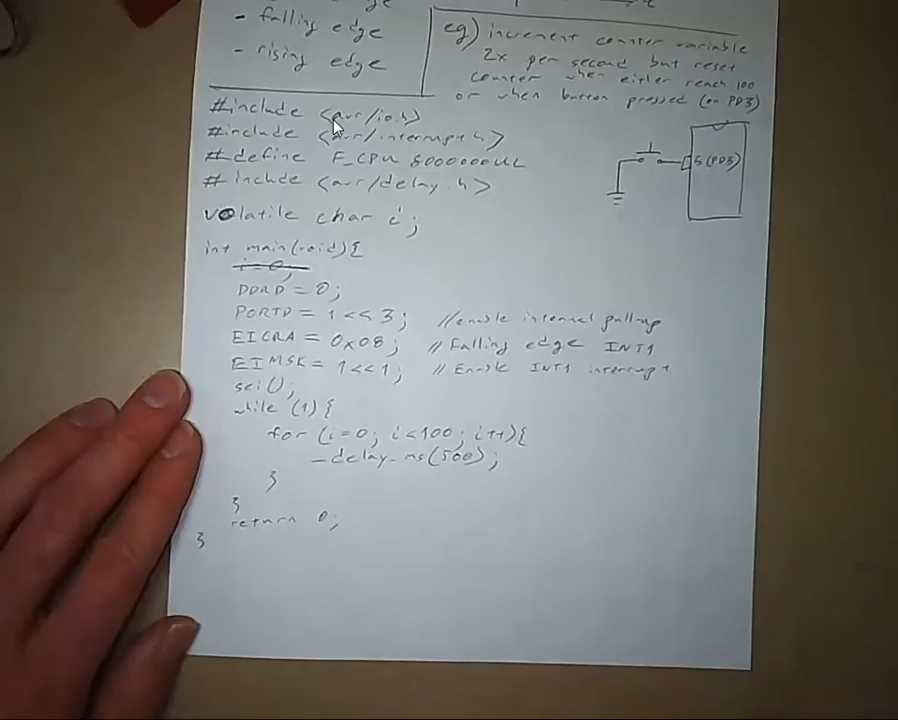 - falling edge
- rising edge
eg) increment counter variable
2x per second but reset
counter when either reach 100
or when button pressed (on PD3)
#include <avr/io.h>
#include <avr/interrupt.h>
#define F_CPU 8000000UL
#include <avr/delay.h>
5 (PD3)
volatile char i;
int main(void){
i=0;
DDRD = 0;
PORTD = 1<<3; //enable internal pull-up
EICRA = 0x08; // Falling edge INT1
EIMSK = 1<<1; // Enable INT1 interrupt
sei();
while (1) {
for (i=0; i<100; i++){
_delay_ms(500);
}
}
return 0;
}